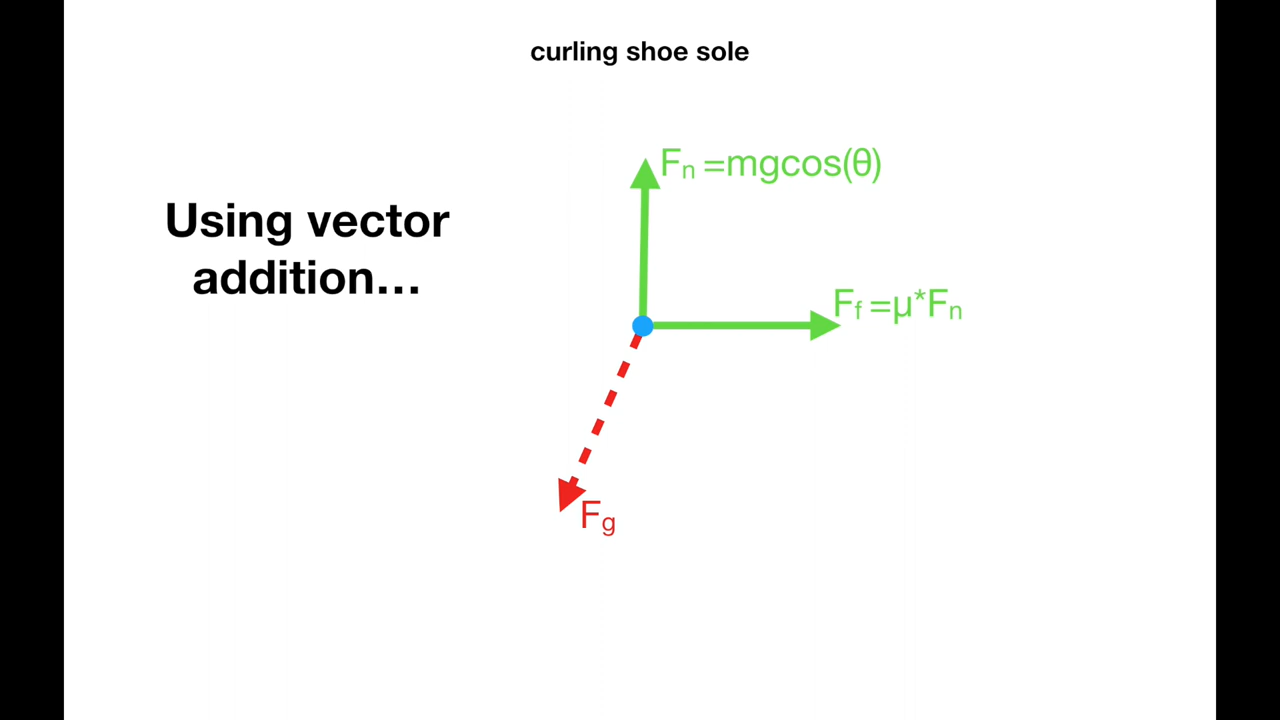 curling shoe sole
Fn =mgcos(θ)
Using vector
addition…
Ff =μ*Fn
Fg